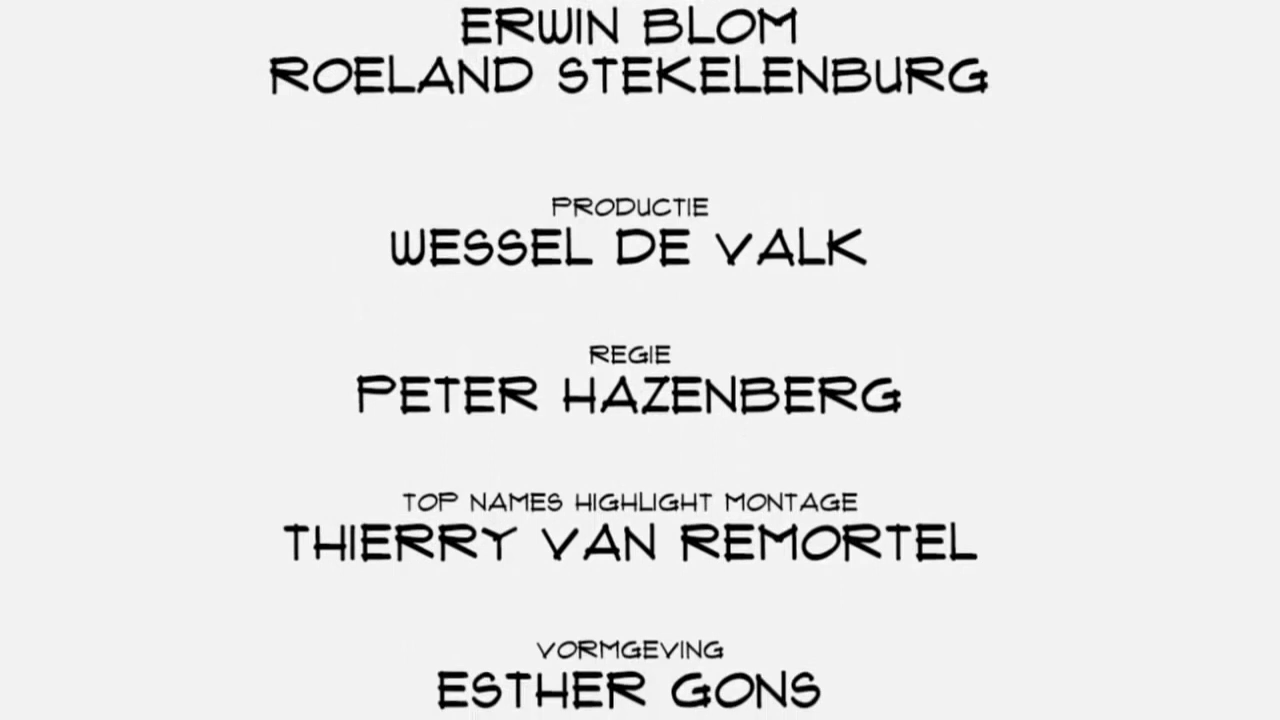 ERWIN BLOM
ROELAND STEKELENBURG
PRODUCTIE
WESSEL DE VALK
REGIE
PETER HAZENBERG
TOP NAMES HIGHLIGHT MONTAGE
THIERRY VAN REMORTEL
VORMGEVING
ESTHER GONS